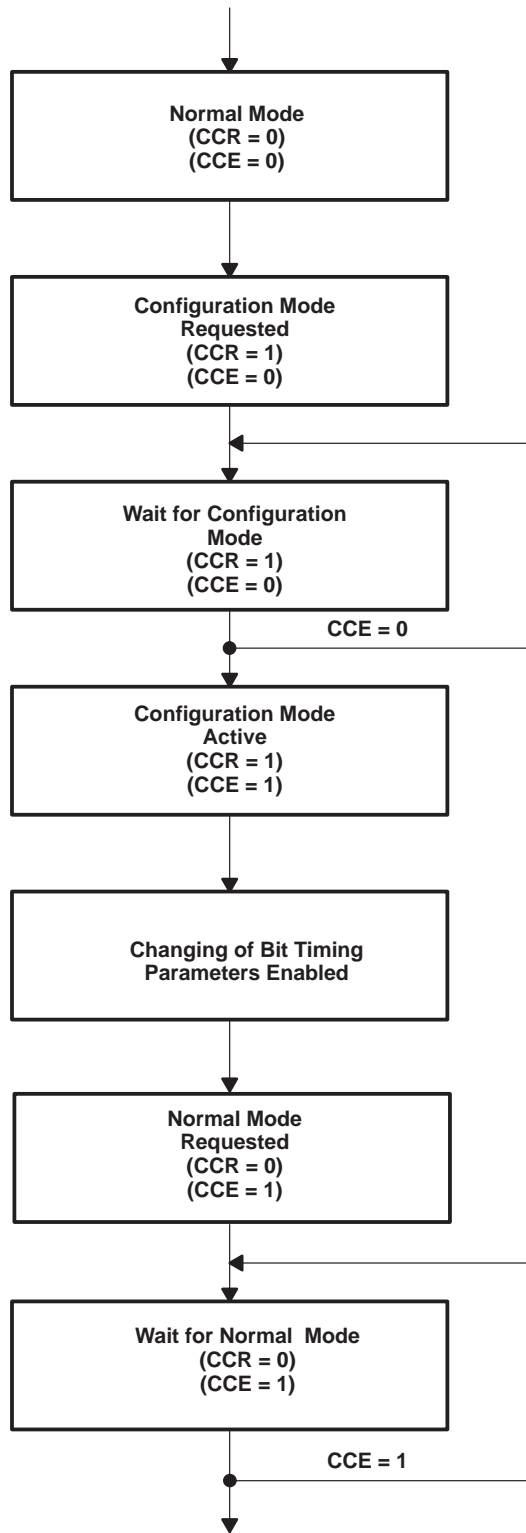 Normal Mode
(CCR = 0)
(CCE = 0)
Configuration Mode
Requested
(CCR = 1)
(CCE = 0)
Wait for Configuration
Mode
(CCR = 1)
(CCE = 0)
CCE = 0
Configuration Mode
Active
(CCR = 1)
(CCE = 1)
Changing of Bit Timing
Parameters Enabled
Normal Mode
Requested
(CCR = 0)
(CCE = 1)
Wait for Normal Mode
(CCR = 0)
(CCE = 1)
CCE = 1